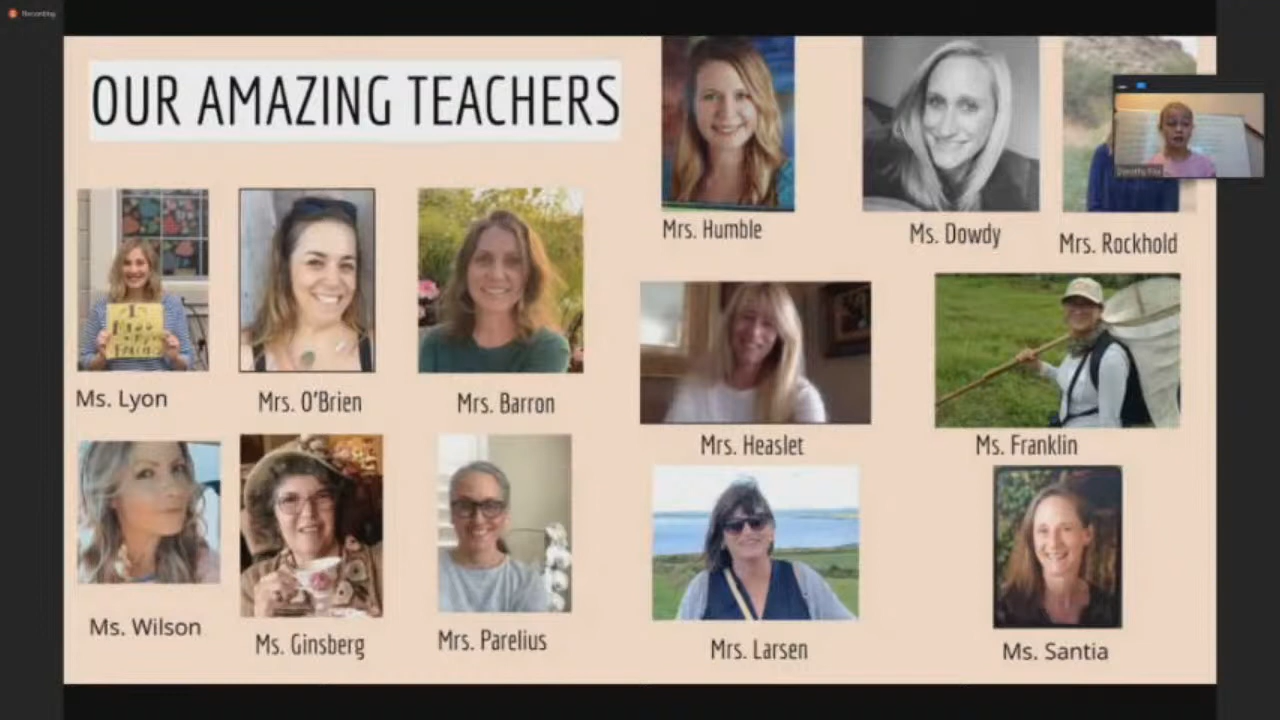 Recording
OUR AMAZING TEACHERS
Mrs. Humble
Ms. Dowdy
Mrs. Rockhold
Ms. Lyon
Mrs. O'Brien
Mrs. Barron
Mrs. Heaslet
Ms. Franklin
Ms. Wilson
Ms. Ginsberg
Mrs. Parelius
Mrs. Larsen
Ms. Santia